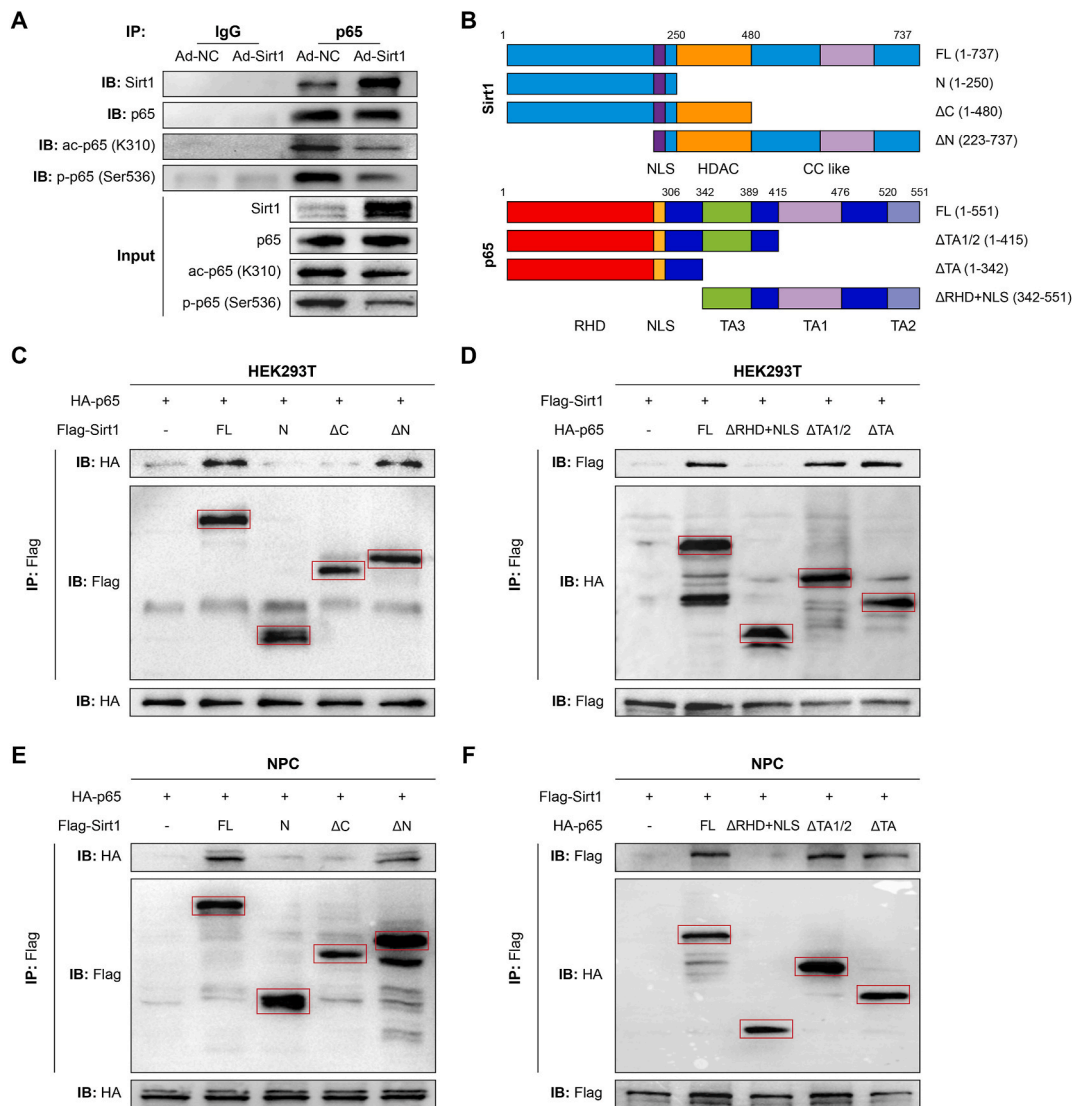 A
IP: IgG p65
Ad-NC Ad-Sirt1 Ad-NC Ad-Sirt1
IB: Sirt1
IB: p65
IB: ac-p65 (K310)
IB: p-p65 (Ser536)
Input
Sirt1
p65
ac-p65 (K310)
p-p65 (Ser536)
B
Sirt1
1 250 480 737
FL (1-737)
N (1-250)
ΔC (1-480)
ΔN (223-737)
NLS HDAC CC like
p65
1 306 342 389 415 476 520 551
FL (1-551)
ΔTA1/2 (1-415)
ΔTA (1-342)
ΔRHD+NLS (342-551)
RHD NLS TA3 TA1 TA2
C
HEK293T
HA-p65 + + + + +
Flag-Sirt1 - FL N ΔC ΔN
IP: Flag
IB: HA
IB: Flag
IB: HA
D
HEK293T
Flag-Sirt1 + + + + +
HA-p65 - FL ΔRHD+NLS ΔTA1/2 ΔTA
IP: Flag
IB: Flag
IB: HA
IB: Flag
E
NPC
HA-p65 + + + + +
Flag-Sirt1 - FL N ΔC ΔN
IP: Flag
IB: HA
IB: Flag
IB: HA
F
NPC
Flag-Sirt1 + + + + +
HA-p65 - FL ΔRHD+NLS ΔTA1/2 ΔTA
IP: Flag
IB: Flag
IB: HA
IB: Flag